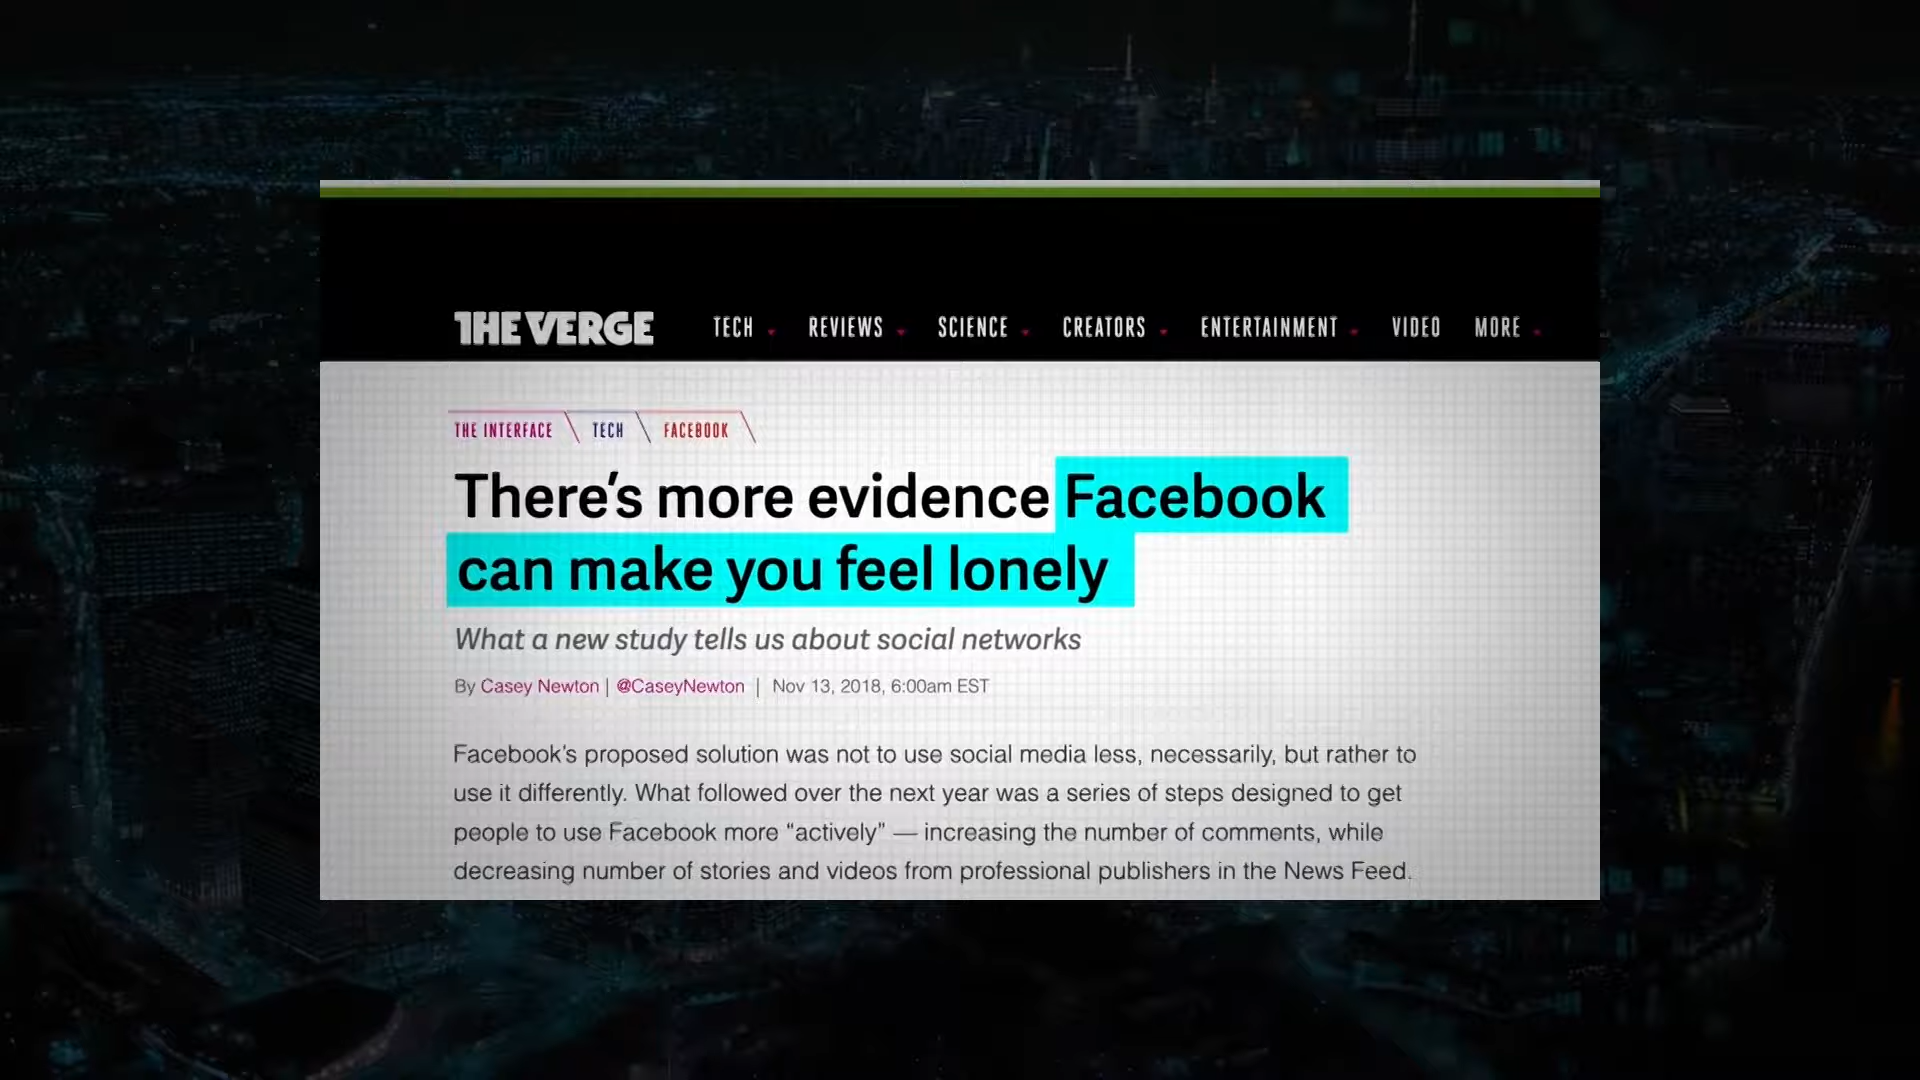 THE VERGE TECH REVIEWS SCIENCE CREATORS ENTERTAINMENT VIDEO MORE
THE INTERFACE TECH FACEBOOK
There's more evidence Facebook
can make you feel lonely
What a new study tells us about social networks
By Casey Newton | @CaseyNewton | Nov 13, 2018, 6:00am EST
Facebook's proposed solution was not to use social media less, necessarily, but rather to
use it differently. What followed over the next year was a series of steps designed to get
people to use Facebook more “actively” — increasing the number of comments, while
decreasing number of stories and videos from professional publishers in the News Feed.